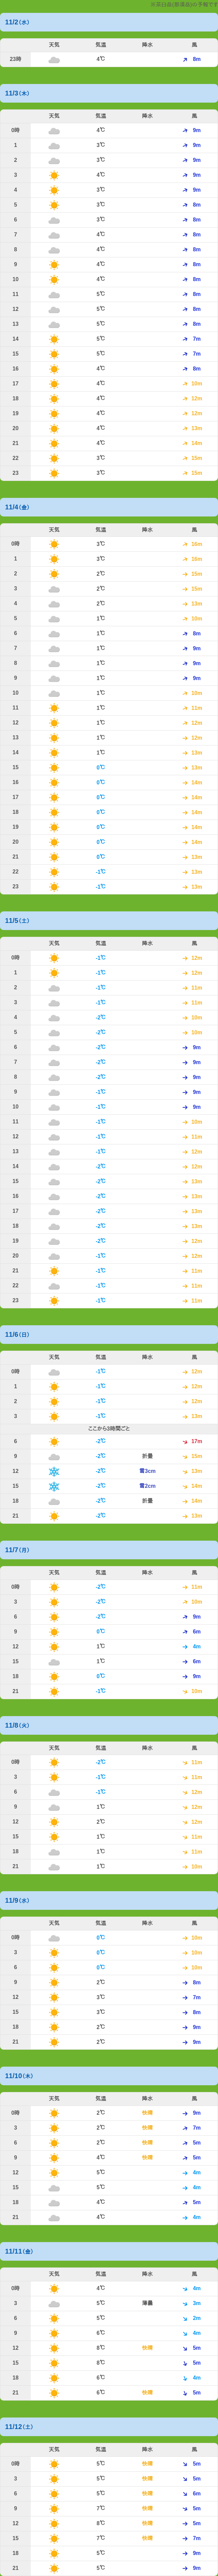 11/2(水)
天気 気温 降水 風
23時 4℃ 8m
11/3(木)
天気 気温 降水 風
0時 4℃ 9m
1 3℃ 9m
2 3℃ 9m
3 4℃ 9m
4 3℃ 9m
5 3℃ 8m
6 3℃ 8m
7 4℃ 8m
8 4℃ 8m
9 4℃ 8m
10 4℃ 8m
11 5℃ 8m
12 5℃ 8m
13 5℃ 8m
14 5℃ 7m
15 5℃ 7m
16 4℃ 8m
17 4℃ 10m
18 4℃ 12m
19 4℃ 12m
20 4℃ 13m
21 4℃ 14m
22 3℃ 15m
23 3℃ 15m
11/4(金)
天気 気温 降水 風
0時 3℃ 16m
1 3℃ 16m
2 2℃ 15m
3 2℃ 15m
4 2℃ 13m
5 1℃ 10m
6 1℃ 8m
7 1℃ 9m
8 1℃ 9m
9 1℃ 9m
10 1℃ 10m
11 1℃ 11m
12 1℃ 12m
13 1℃ 12m
14 1℃ 13m
15 0℃ 13m
16 0℃ 14m
17 0℃ 14m
18 0℃ 14m
19 0℃ 14m
20 0℃ 14m
21 0℃ 13m
22 -1℃ 13m
23 -1℃ 13m
11/5(土)
天気 気温 降水 風
0時 -1℃ 12m
1 -1℃ 12m
2 -1℃ 11m
3 -1℃ 11m
4 -2℃ 10m
5 -2℃ 10m
6 -2℃ 9m
7 -2℃ 9m
8 -2℃ 9m
9 -1℃ 9m
10 -1℃ 9m
11 -1℃ 10m
12 -1℃ 11m
13 -1℃ 12m
14 -2℃ 12m
15 -2℃ 13m
16 -2℃ 13m
17 -2℃ 13m
18 -2℃ 13m
19 -2℃ 12m
20 -1℃ 12m
21 -1℃ 11m
22 -1℃ 11m
23 -1℃ 11m
11/6(日)
天気 気温 降水 風
0時 -1℃ 12m
1 -1℃ 12m
2 -1℃ 12m
3 -1℃ 13m
ここから3時間ごと
6 -2℃ 17m
9 -2℃ 折曇 15m
12 -2℃ 雪3cm 13m
15 -2℃ 雪2cm 14m
18 -2℃ 折曇 14m
21 -2℃ 13m
11/7(月)
天気 気温 降水 風
0時 -2℃ 11m
3 -2℃ 10m
6 -2℃ 9m
9 0℃ 6m
12 1℃ 4m
15 1℃ 6m
18 0℃ 9m
21 -1℃ 10m
11/8(火)
天気 気温 降水 風
0時 -2℃ 11m
3 -1℃ 11m
6 -1℃ 12m
9 1℃ 12m
12 2℃ 12m
15 1℃ 11m
18 1℃ 11m
21 1℃ 10m
11/9(水)
天気 気温 降水 風
0時 0℃ 10m
3 0℃ 10m
6 0℃ 10m
9 2℃ 8m
12 3℃ 7m
15 3℃ 8m
18 2℃ 9m
21 2℃ 9m
11/10(木)
天気 気温 降水 風
0時 2℃ 快晴 9m
3 2℃ 快晴 7m
6 2℃ 快晴 5m
9 4℃ 快晴 5m
12 5℃ 4m
15 5℃ 4m
18 4℃ 5m
21 4℃ 4m
11/11(金)
天気 気温 降水 風
0時 4℃ 4m
3 5℃ 薄曇 3m
6 5℃ 2m
9 6℃ 4m
12 8℃ 快晴 5m
15 8℃ 5m
18 6℃ 4m
21 6℃ 快晴 5m
11/12(土)
天気 気温 降水 風
0時 5℃ 快晴 5m
3 5℃ 快晴 5m
6 5℃ 快晴 6m
9 7℃ 快晴 5m
12 8℃ 快晴 5m
15 7℃ 快晴 7m
18 5℃ 9m
21 5℃ 9m